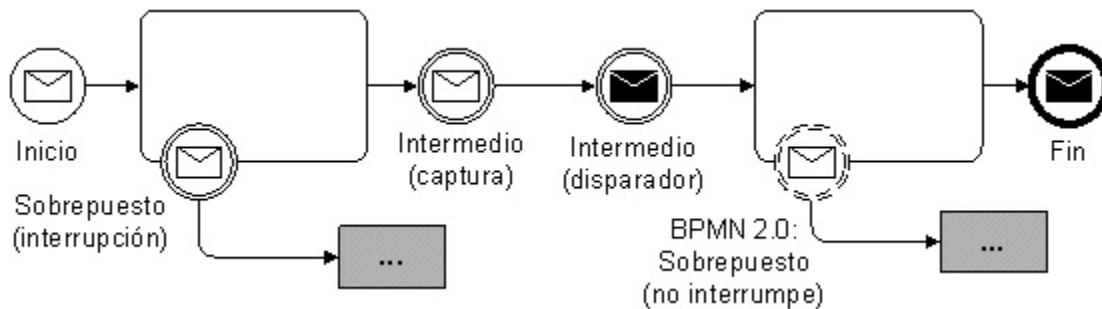 Inicio
Sobrepuesto
(interrupción)
...
Intermedio
(captura)
Intermedio
(disparador)
BPMN 2.0:
Sobrepuesto
(no interrumpe)
...
Fin